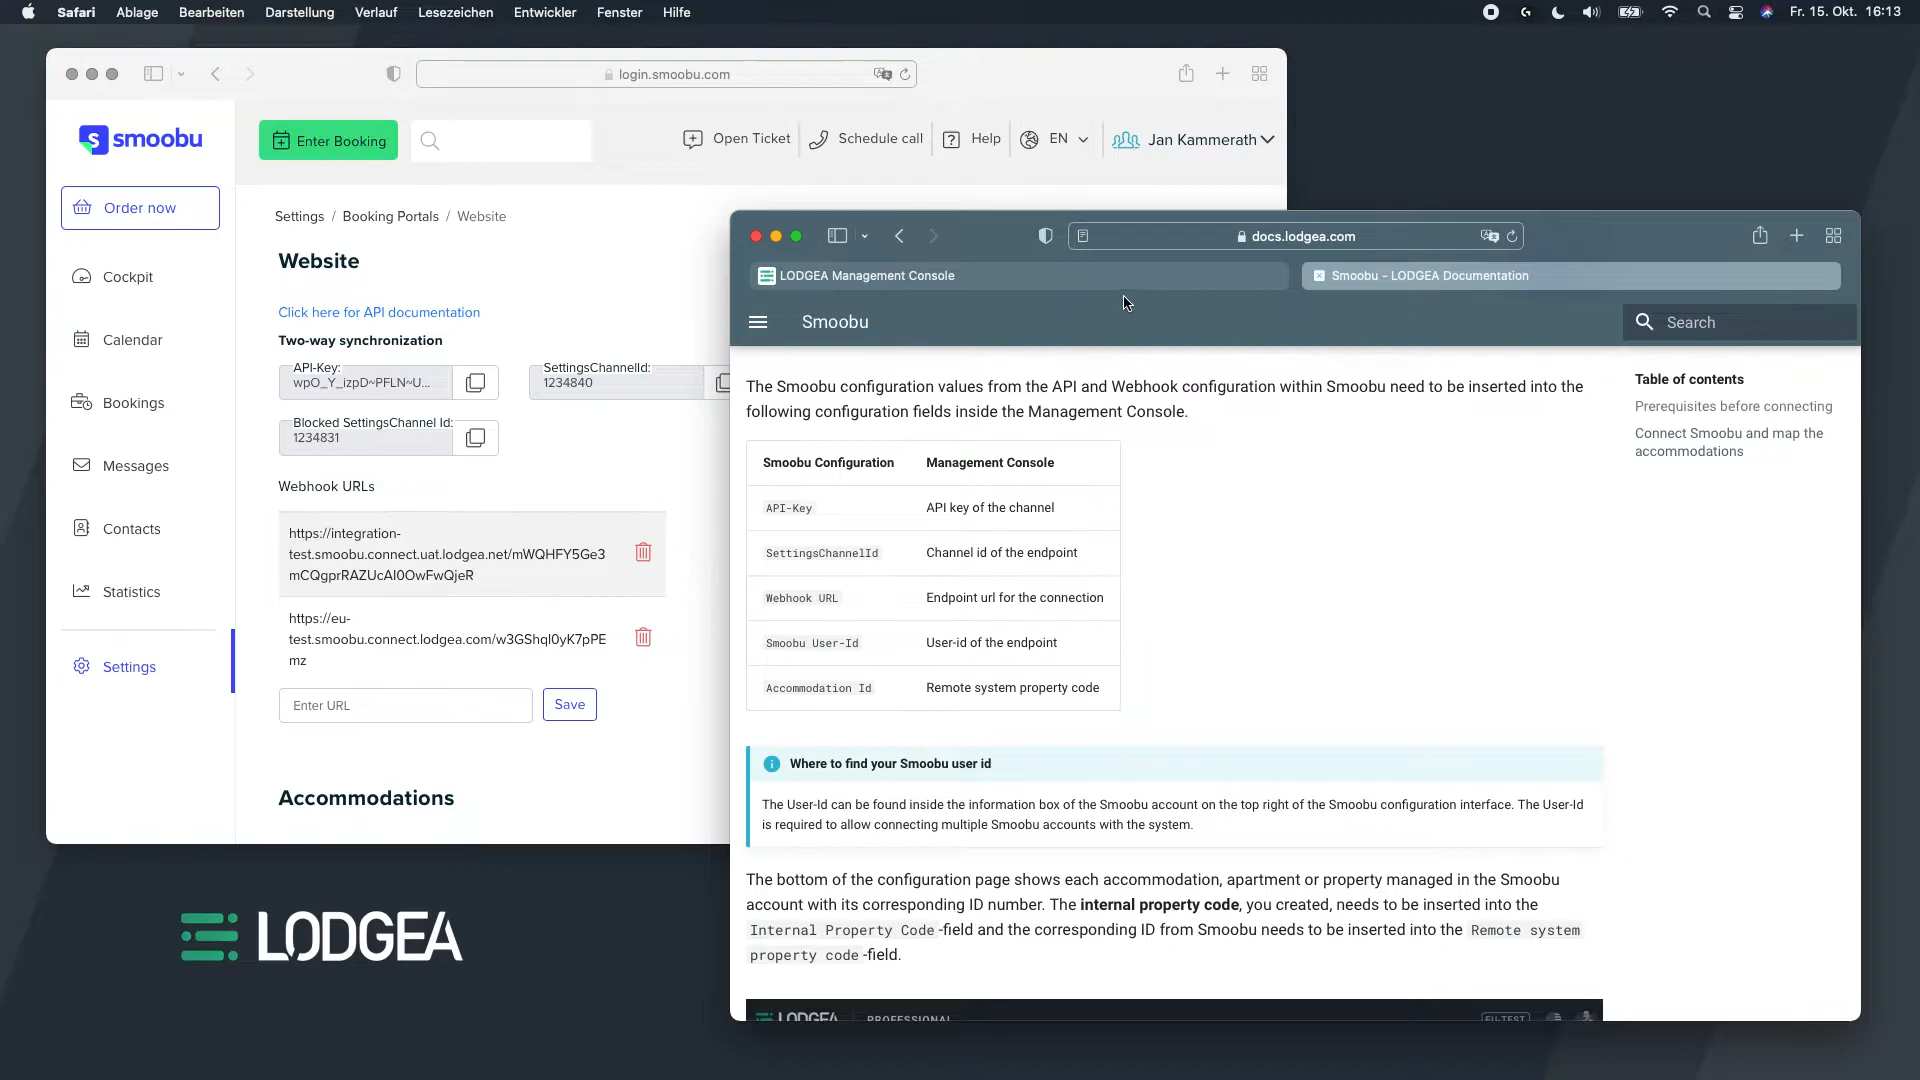 Safari Ablage Bearbeiten Darstellung Verlauf Lesezeichen Entwickler Fenster Hilfe
Fr. 15. Okt. 16:13
login.smoobu.com
smoobu
Enter Booking
Open Ticket
Schedule call
Help
EN
Jan Kammerath
Order now
Cockpit
Calendar
Bookings
Messages
Contacts
Statistics
Settings
Settings / Booking Portals / Website
Website
Click here for API documentation
Two-way synchronization
API-Key:
wpO_Y_izpD~PFLN~U...
SettingsChannelId:
1234840
Blocked SettingsChannel Id:
1234831
Webhook URLs
https://integration-
test.smoobu.connect.uat.lodgea.net/mWQHFY5Ge3
mCQgprRAZUcAI0OwFwQjeR
https://eu-
test.smoobu.connect.lodgea.com/w3GShqI0yK7pPE
mz
Enter URL
Save
Accommodations
LODGEA
docs.lodgea.com
LODGEA Management Console
Smoobu - LODGEA Documentation
Smoobu
Search
The Smoobu configuration values from the API and Webhook configuration within Smoobu need to be inserted into the
following configuration fields inside the Management Console.
Smoobu Configuration Management Console
API-Key API key of the channel
SettingsChannelId Channel id of the endpoint
Webhook URL Endpoint url for the connection
Smoobu User-Id User-id of the endpoint
Accommodation Id Remote system property code
Where to find your Smoobu user id
The User-Id can be found inside the information box of the Smoobu account on the top right of the Smoobu configuration interface. The User-Id
is required to allow connecting multiple Smoobu accounts with the system.
The bottom of the configuration page shows each accommodation, apartment or property managed in the Smoobu
account with its corresponding ID number. The internal property code, you created, needs to be inserted into the
Internal Property Code -field and the corresponding ID from Smoobu needs to be inserted into the Remote system
property code -field.
LODGEA PROFESSIONAL
EU-TEST
Table of contents
Prerequisites before connecting
Connect Smoobu and map the
accommodations